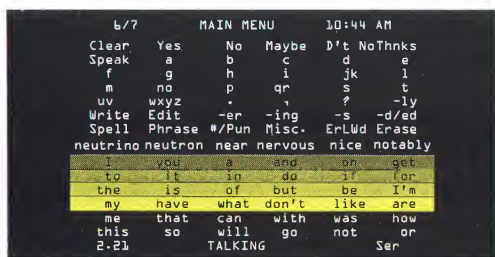 6/7 MAIN MENU 10:44 AM
Clear Yes No Maybe D't No Thnks
Speak a b c d e
f g h i jk l
m no p qr s t
uv wxyz . , ? -ly
Write Edit -er -ing -s -d/ed
Spell Phrase #/Pun Misc. ErLWd Erase
neutrino neutron near nervous nice notably
I you a and on get
to It in do if for
the is of but be I'm
my have what don't like are
me that can with was how
this so will go not or
2.21 TALKING Ser